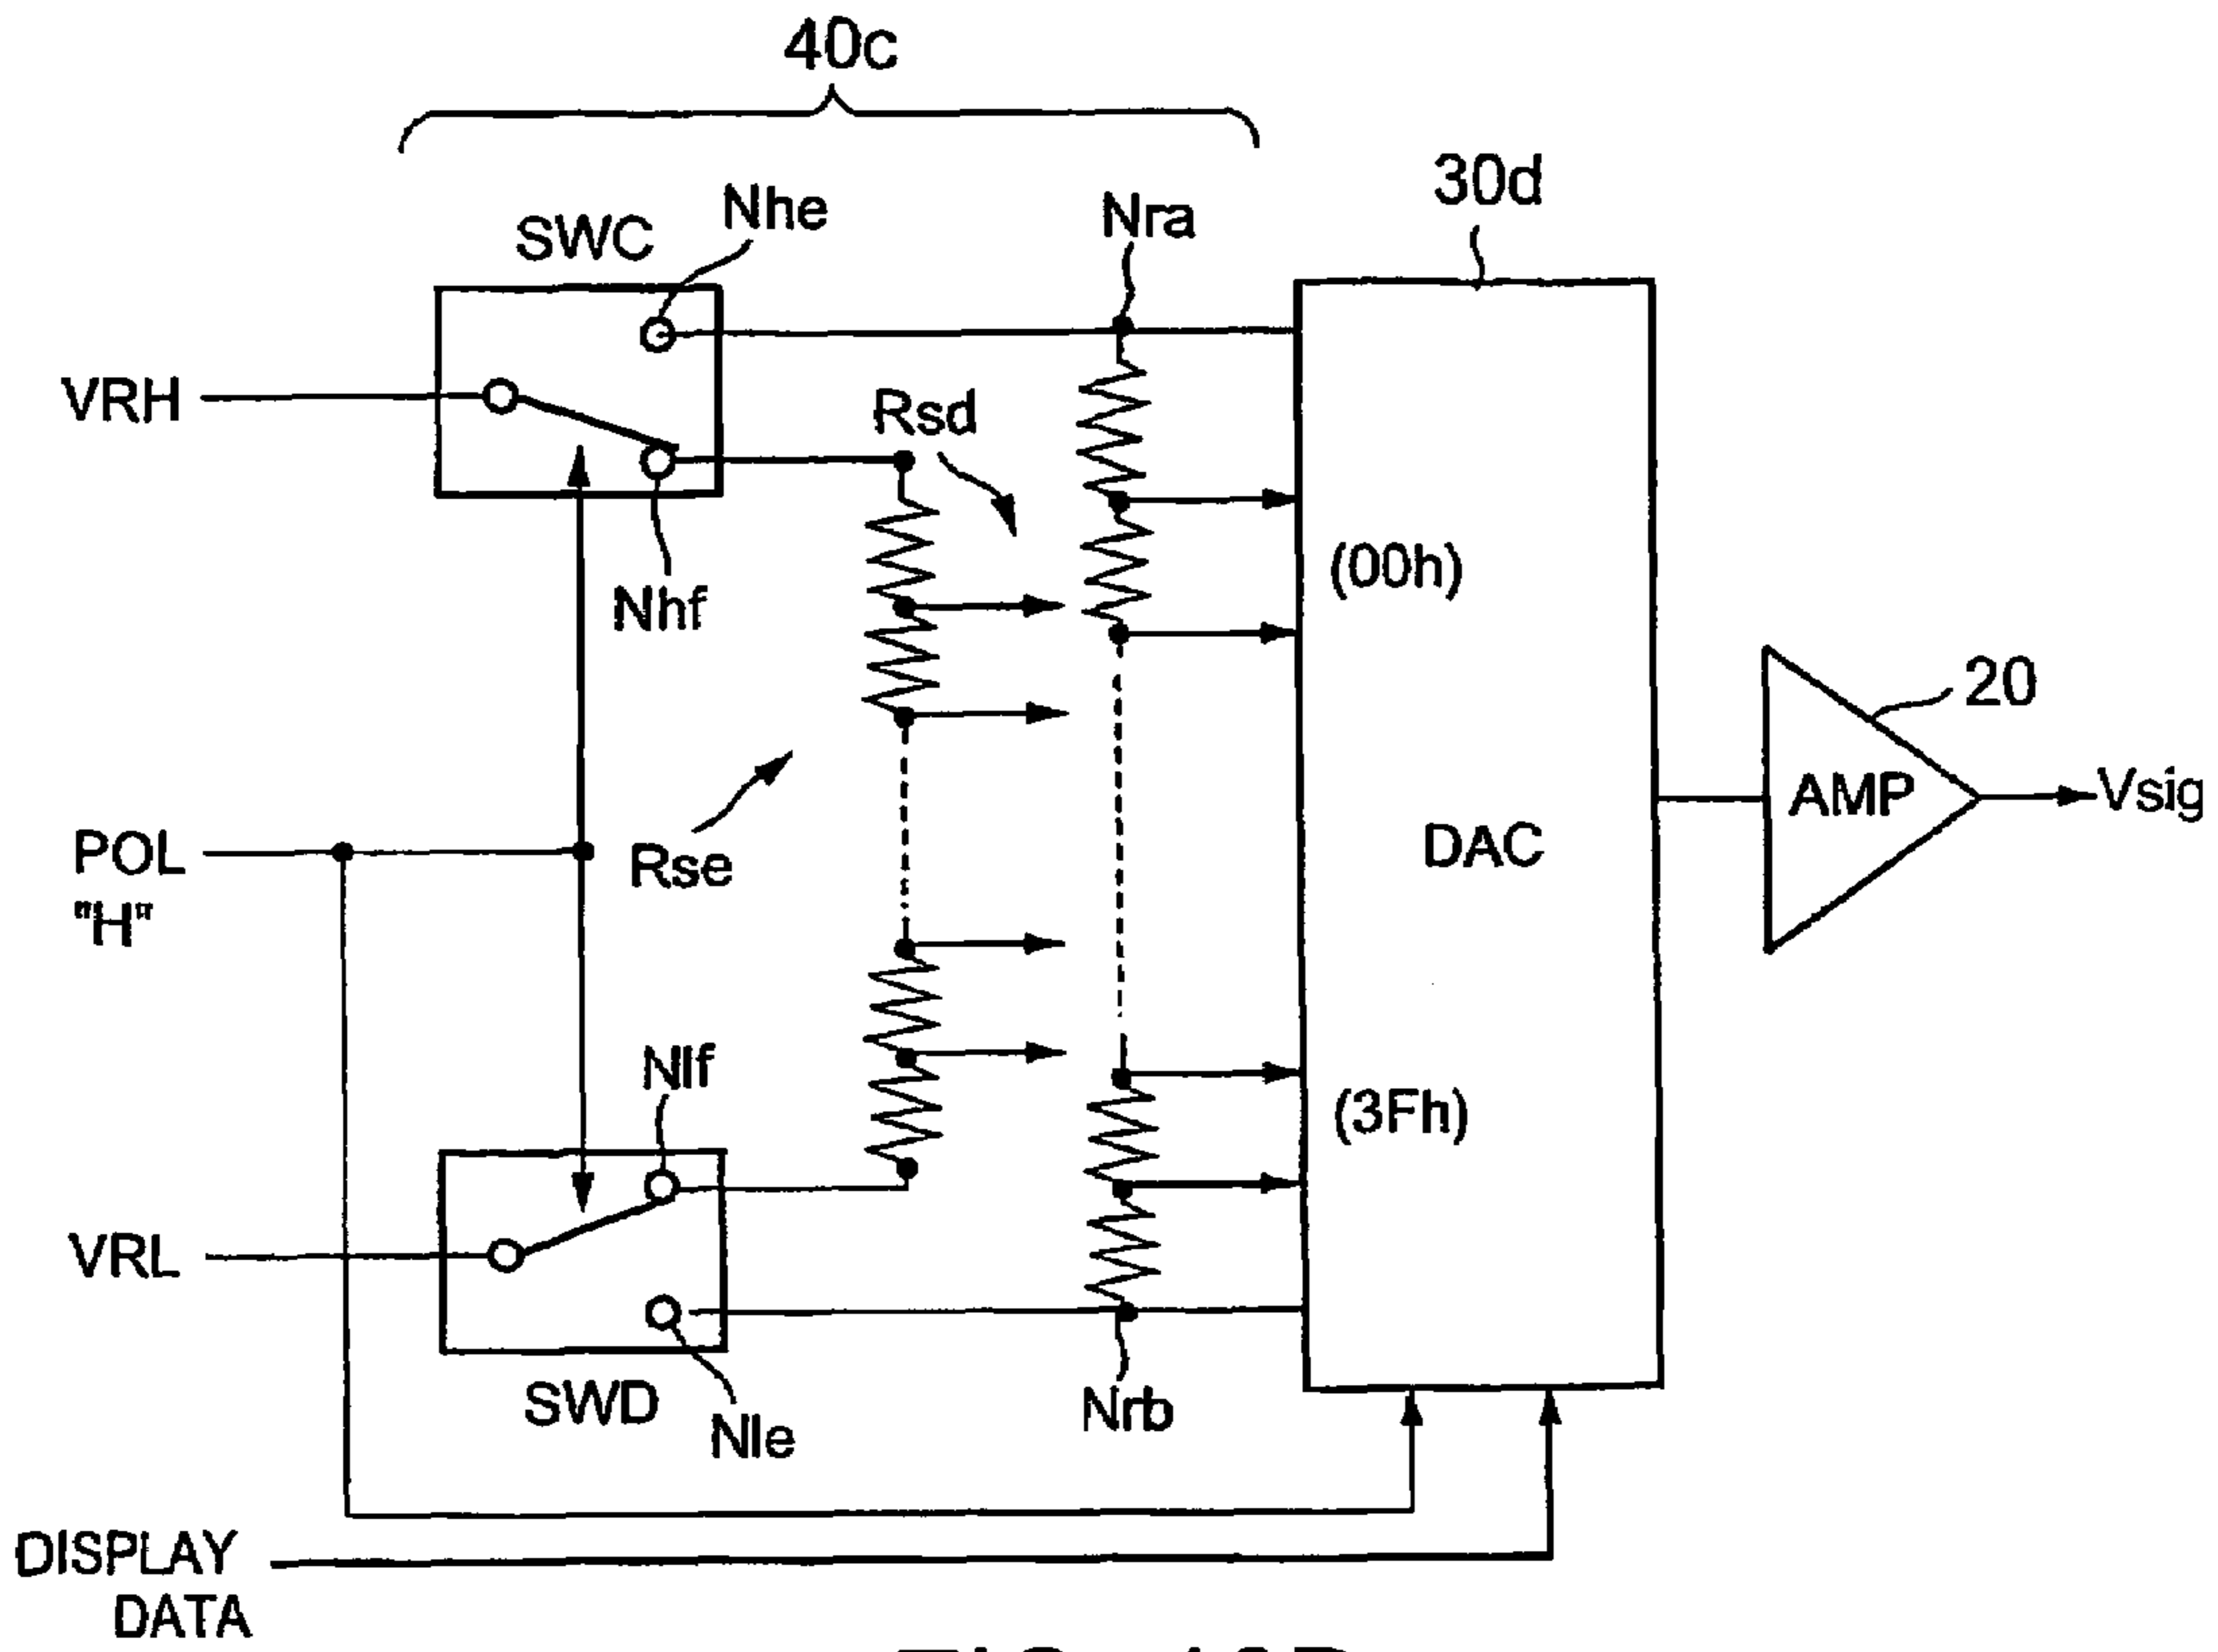 40c
30d
Nhe
Nra
SWC
VRH
Rsd
(00h)
Nhf
20
AMP
Vsig
POL
"H"
Rse
DAC
Nlf
(3Fh)
VRL
SWD
Nle
Nrb
DISPLAY
DATA